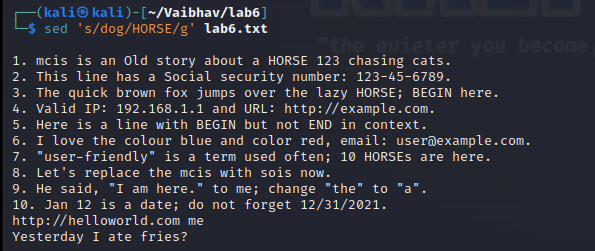 ┌──(kali㉿kali)-[~/Vaibhav/lab6]
└─$ sed 's/dog/HORSE/g' lab6.txt
"the quieter you become,
1. mcis is an Old story about a HORSE 123 chasing cats.
2. This line has a Social security number: 123-45-6789.
3. The quick brown fox jumps over the lazy HORSE; BEGIN here.
4. Valid IP: 192.168.1.1 and URL: http://example.com.
5. Here is a line with BEGIN but not END in context.
6. I love the colour blue and color red, email: user@example.com.
7. "user-friendly" is a term used often; 10 HORSEs are here.
8. Let's replace the mcis with sois now.
9. He said, "I am here." to me; change "the" to "a".
10. Jan 12 is a date; do not forget 12/31/2021.
http://helloworld.com me
Yesterday I ate fries?